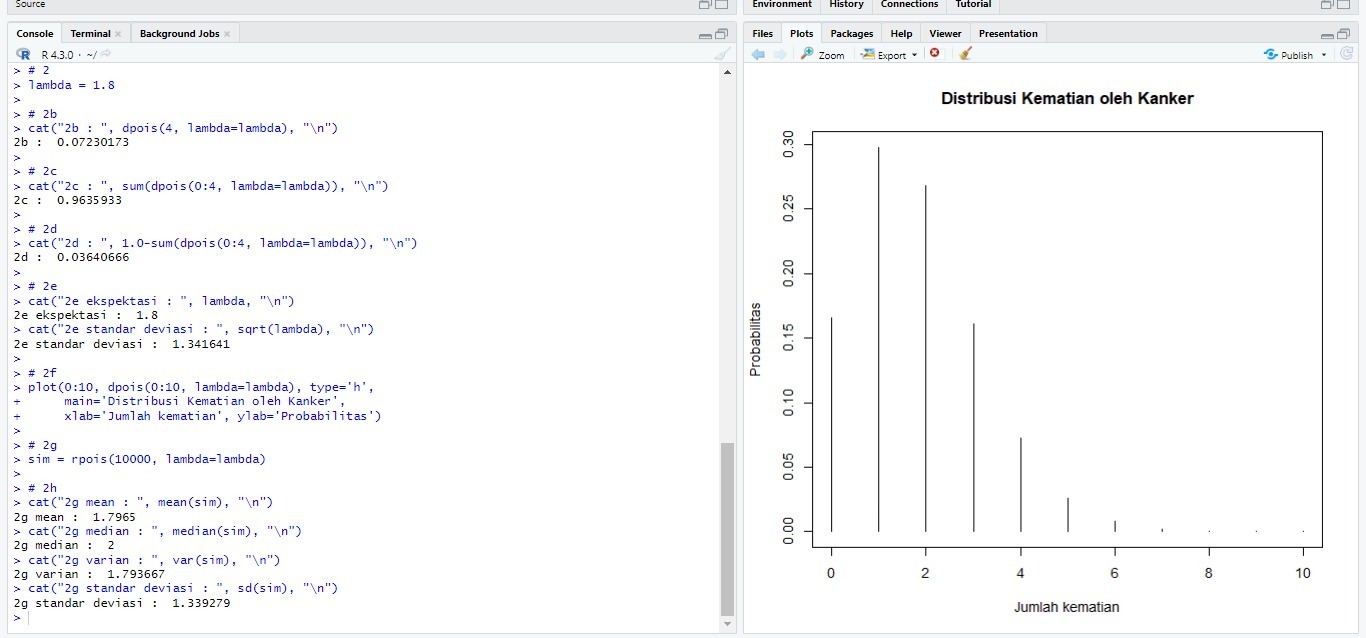 Source
Console Terminal Background Jobs
R 4.3.0 · ~/
> # 2
> lambda = 1.8
>
> # 2b
> cat("2b : ", dpois(4, lambda=lambda), "\n")
2b :  0.07230173
>
> # 2c
> cat("2c : ", sum(dpois(0:4, lambda=lambda)), "\n")
2c :  0.9635933
>
> # 2d
> cat("2d : ", 1.0-sum(dpois(0:4, lambda=lambda)), "\n")
2d :  0.03640666
>
> # 2e
> cat("2e ekspektasi : ", lambda, "\n")
2e ekspektasi :  1.8
> cat("2e standar deviasi : ", sqrt(lambda), "\n")
2e standar deviasi :  1.341641
>
> # 2f
> plot(0:10, dpois(0:10, lambda=lambda), type='h',
+      main='Distribusi Kematian oleh Kanker',
+      xlab='Jumlah kematian', ylab='Probabilitas')
>
> # 2g
> sim = rpois(10000, lambda=lambda)
>
> # 2h
> cat("2g mean : ", mean(sim), "\n")
2g mean :  1.7965
> cat("2g median : ", median(sim), "\n")
2g median :  2
> cat("2g varian : ", var(sim), "\n")
2g varian :  1.793667
> cat("2g standar deviasi : ", sd(sim), "\n")
2g standar deviasi :  1.339279
>
Environment History Connections Tutorial
Files Plots Packages Help Viewer Presentation
Zoom Export Publish
Distribusi Kematian oleh Kanker
Probabilitas
0.30
0.25
0.20
0.15
0.10
0.05
0.00
0 2 4 6 8 10
Jumlah kematian